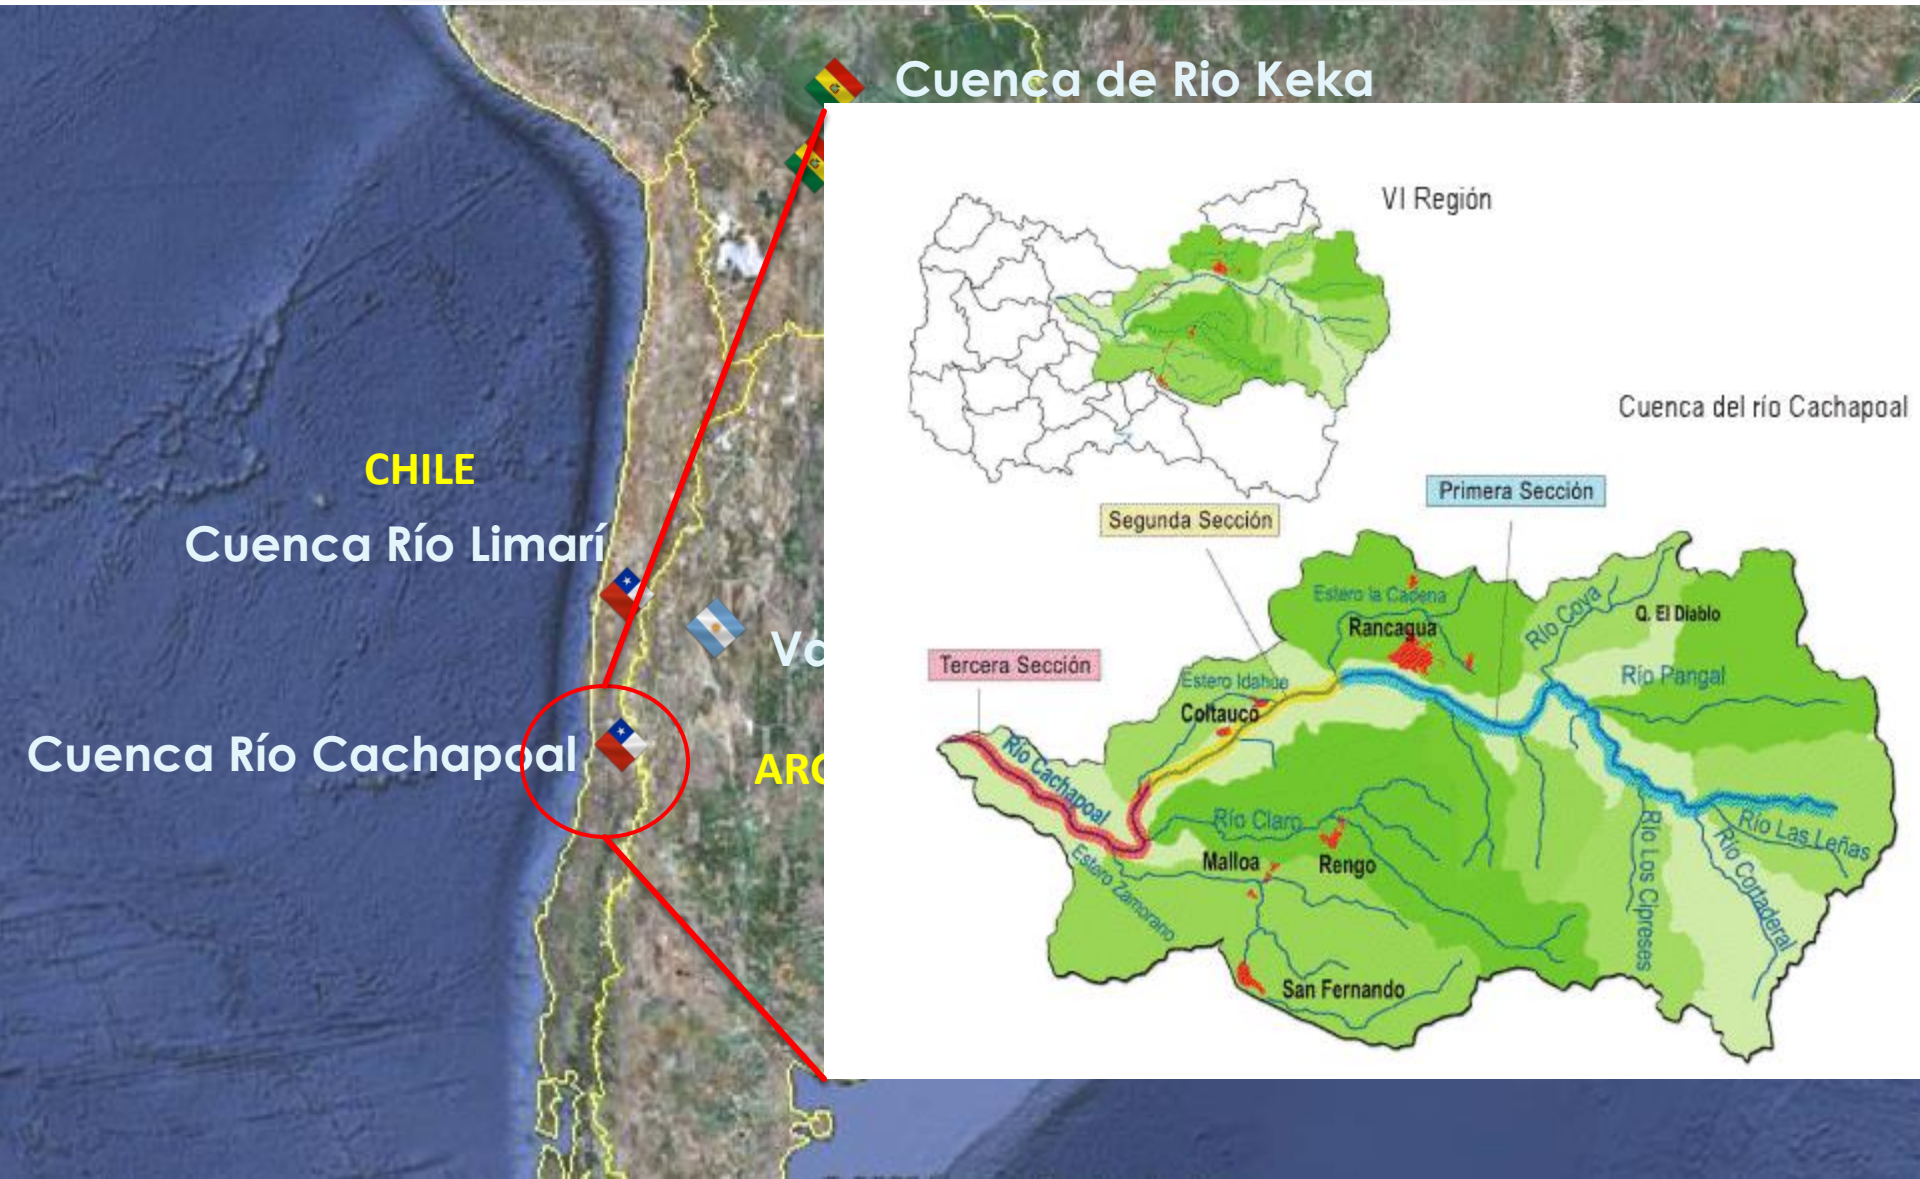 Cuenca de Rio Keka
VI Región
Cuenca del río Cachapoal
CHILE
Cuenca Río Limarí
Primera Sección
Segunda Sección
Estero la Cadena
Río Coya
Q. El Diablo
Rancagua
Tercera Sección
Estero Idahue
Río Pangal
Coltauco
Cuenca Río Cachapoal
Río Cachapoal
Río Claro
Río Las Leñas
Malloa
Rengo
Estero Zamorano
Río Los Cipreses
Río Cortaderal
San Fernando